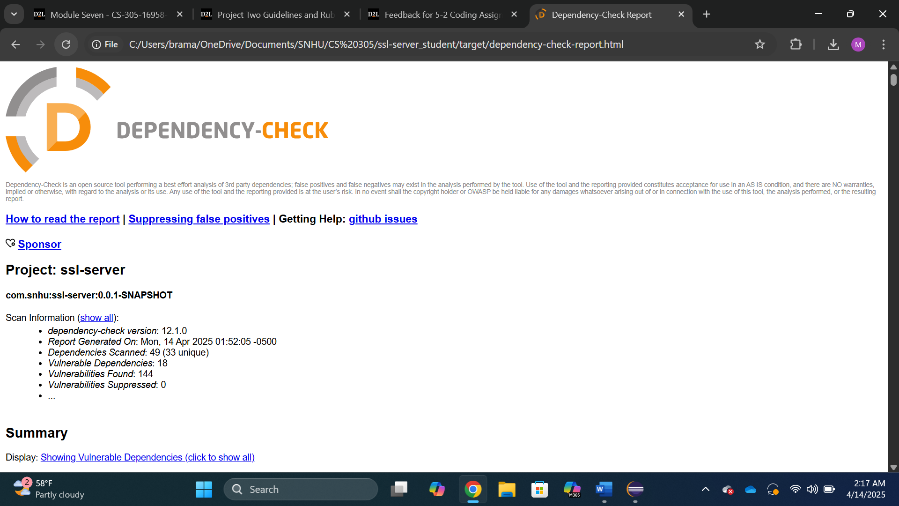 Module Seven - CS-305-16958
Project Two Guidelines and Rub
Feedback for 5-2 Coding Assign
Dependency-Check Report
File
C:/Users/brama/OneDrive/Documents/SNHU/CS%20305/ssl-server_student/target/dependency-check-report.html
M
D
DEPENDENCY-CHECK
Dependency-Check is an open source tool performing a best effort analysis of 3rd party dependencies; false positives and false negatives may exist in the analysis performed by the tool. Use of the tool and the reporting provided constitutes acceptance for use in an AS IS condition, and there are NO warranties,
implied or otherwise, with regard to the analysis or its use. Any use of the tool and the reporting provided is at the user's risk. In no event shall the copyright holder or OWASP be held liable for any damages whatsoever arising out of or in connection with the use of this tool, the analysis performed, or the resulting
report.
How to read the report | Suppressing false positives | Getting Help: github issues
Sponsor
Project: ssl-server
com.snhu:ssl-server:0.0.1-SNAPSHOT
Scan Information (show all):
• dependency-check version: 12.1.0
• Report Generated On: Mon, 14 Apr 2025 01:52:05 -0500
• Dependencies Scanned: 49 (33 unique)
• Vulnerable Dependencies: 18
• Vulnerabilities Found: 144
• Vulnerabilities Suppressed: 0
• ...
Summary
Display: Showing Vulnerable Dependencies (click to show all)
2
58°F
Partly cloudy
Search
M365
2:17 AM
4/14/2025